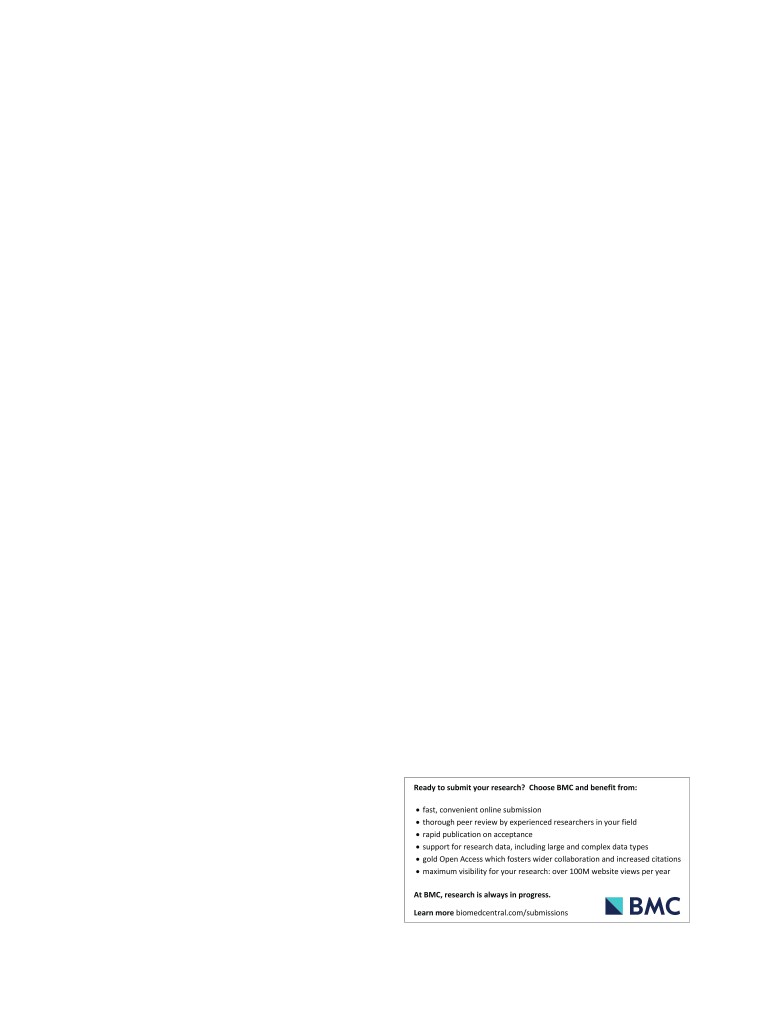 Ready to submit your research?  Choose BMC and benefit from:
• fast, convenient online submission
• thorough peer review by experienced researchers in your field
• rapid publication on acceptance
• support for research data, including large and complex data types
• gold Open Access which fosters wider collaboration and increased citations
• maximum visibility for your research: over 100M website views per year
At BMC, research is always in progress.
Learn more biomedcentral.com/submissions
BMC